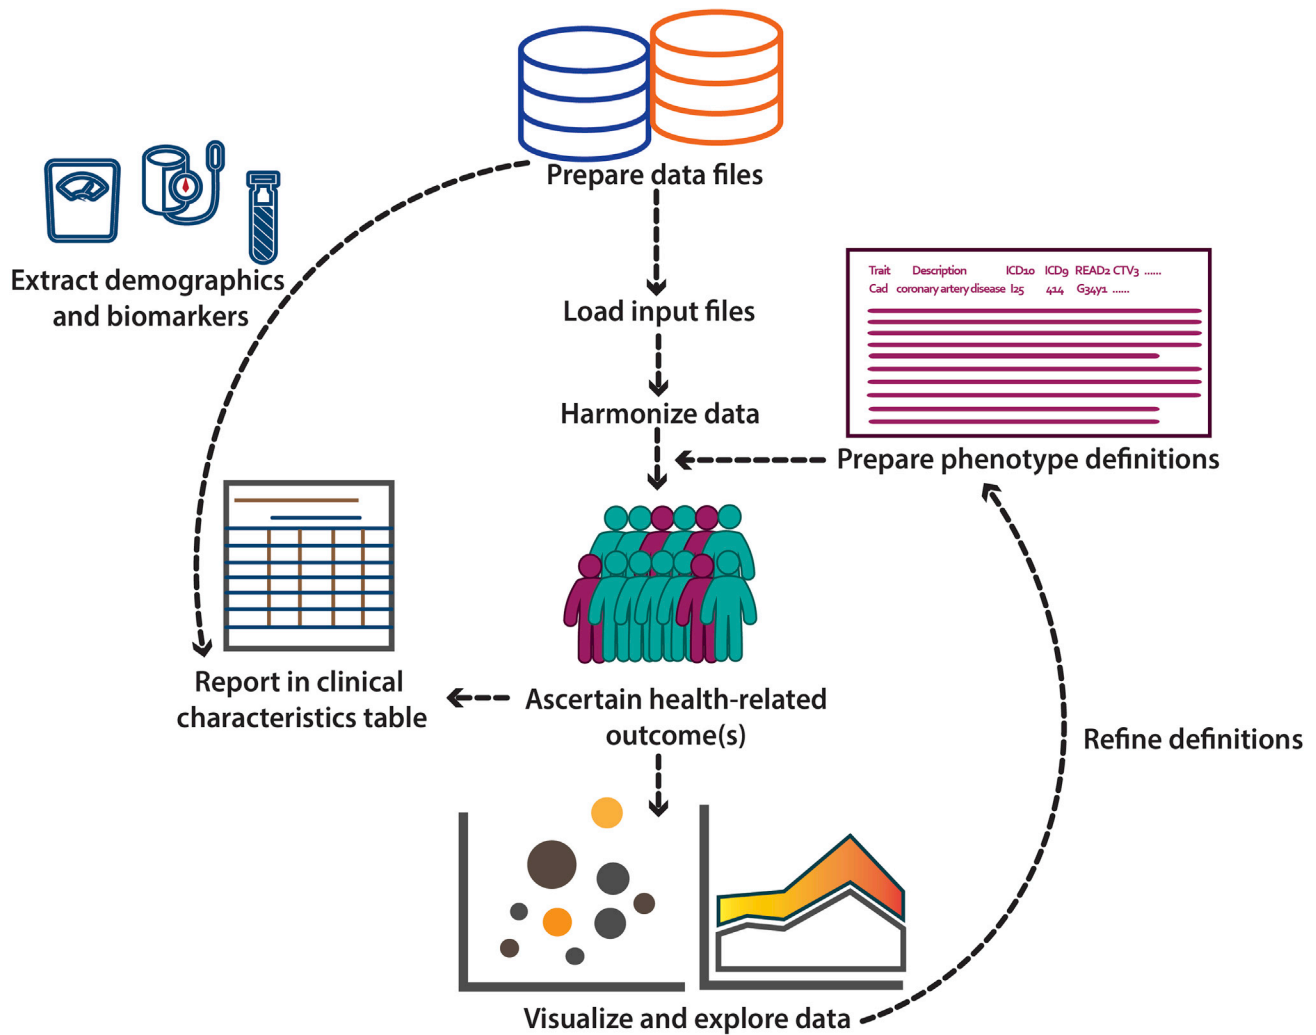 Prepare data files
Extract demographics
and biomarkers
Trait Description ICD10 ICD9 READ2 CTV3 ......
Cad coronary artery disease I25 414 G34y1 ......
Load input files
Harmonize data
Prepare phenotype definitions
Report in clinical
characteristics table
Ascertain health-related
outcome(s)
Refine definitions
Visualize and explore data